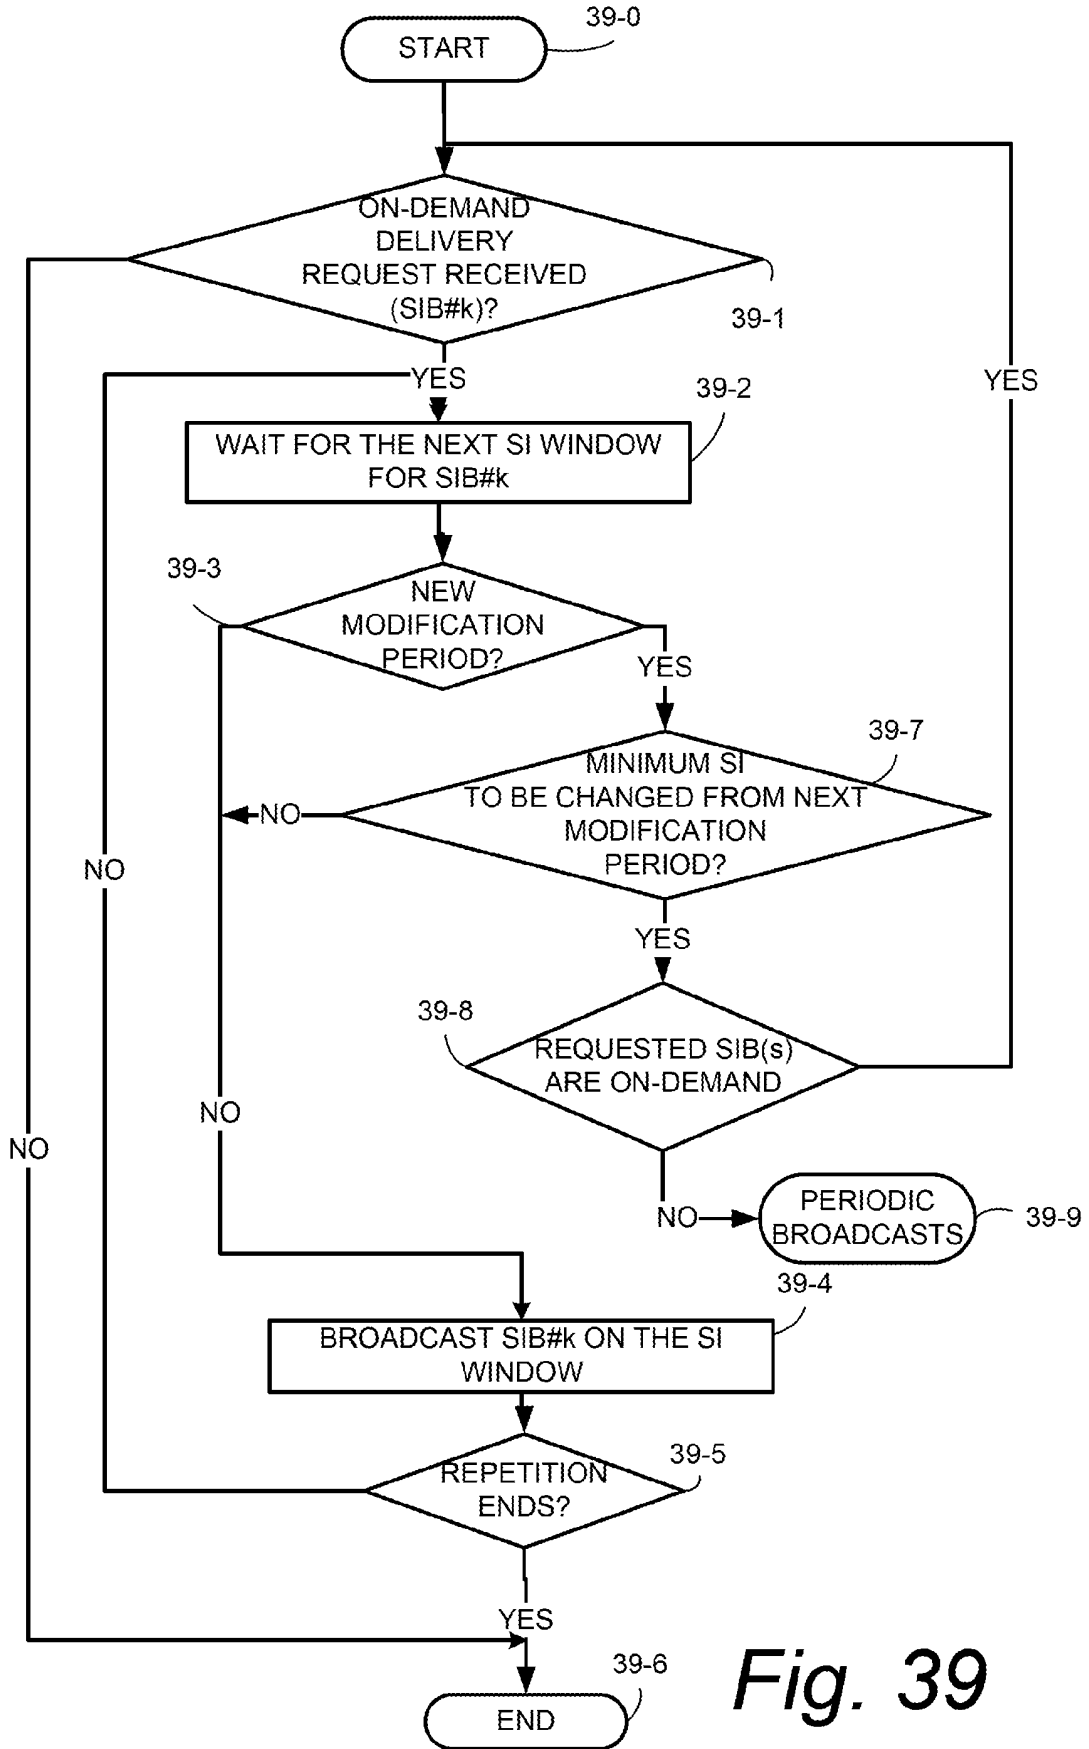 39-0
START
ON-DEMAND
DELIVERY
REQUEST RECEIVED
(SIB#k)?
39-1
YES
YES
39-2
WAIT FOR THE NEXT SI WINDOW
FOR SIB#k
39-3
NEW
MODIFICATION
PERIOD?
YES
39-7
MINIMUM SI
TO BE CHANGED FROM NEXT
MODIFICATION
PERIOD?
NO
NO
YES
39-8
REQUESTED SIB(s)
ARE ON-DEMAND
NO
NO
NO
PERIODIC
BROADCASTS
39-9
39-4
BROADCAST SIB#k ON THE SI
WINDOW
39-5
REPETITION
ENDS?
YES
39-6
END
Fig. 39